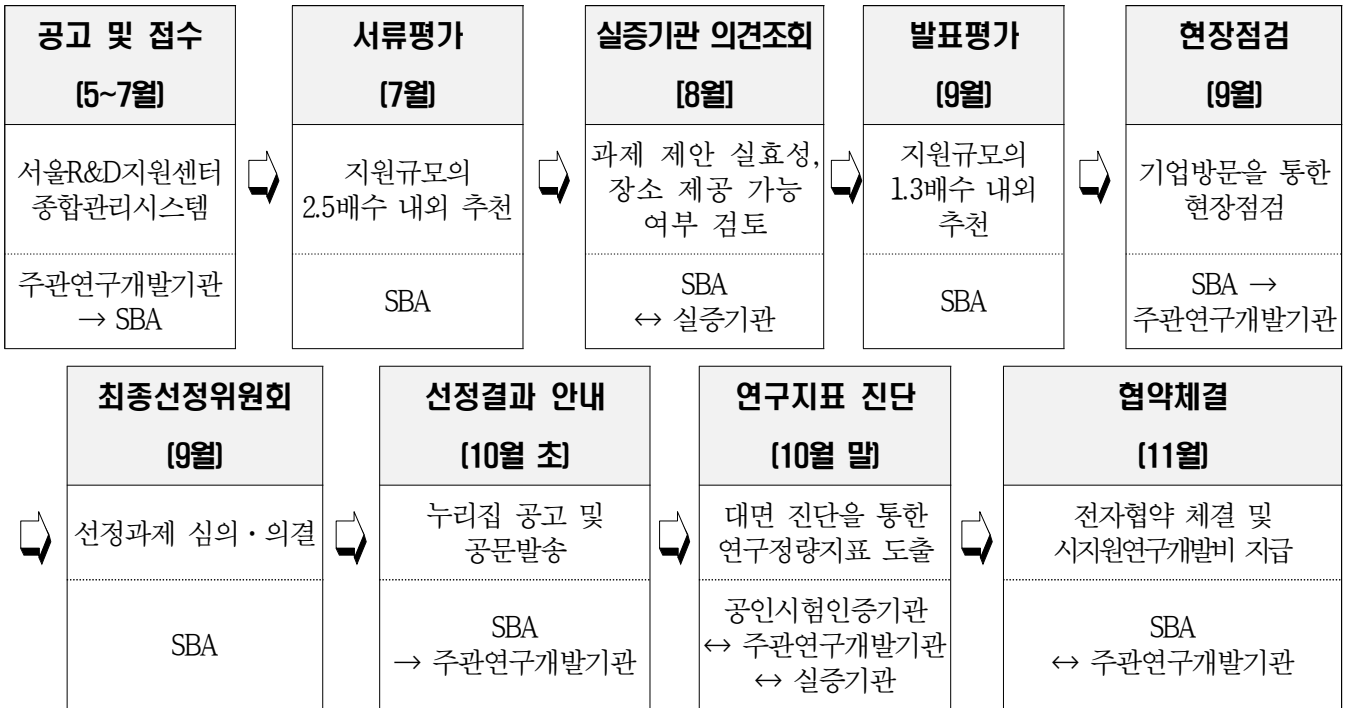 공고 및 접수
(5~7월)
서울R&D지원센터
종합관리시스템
주관연구개발기관
→ SBA
서류평가
(7월)
지원규모의
2.5배수 내외 추천
SBA
실증기관 의견조회
[8월]
과제 제안 실효성,
장소 제공 가능
여부 검토
SBA
↔ 실증기관
발표평가
(9월)
지원규모의
1.3배수 내외
추천
SBA
현장점검
(9월)
기업방문을 통한
현장점검
SBA →
주관연구개발기관
최종선정위원회
(9월)
선정과제 심의・의결
SBA
선정결과 안내
(10월 초)
누리집 공고 및
공문발송
SBA
→ 주관연구개발기관
연구지표 진단
(10월 말)
대면 진단을 통한
연구정량지표 도출
공인시험인증기관
↔ 주관연구개발기관
↔ 실증기관
협약체결
(11월)
전자협약 체결 및
시지원연구개발비 지급
SBA
↔ 주관연구개발기관